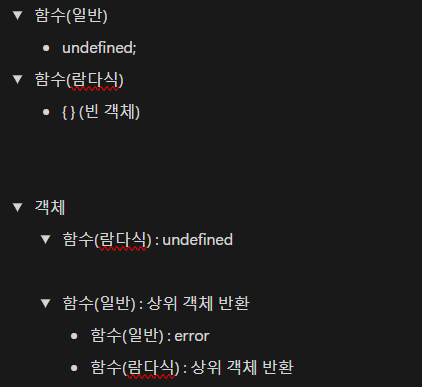 함수(일반)
undefined;
함수(람다식)
{ } (빈 객체)
객체
함수(람다식) : undefined
함수(일반) : 상위 객체 반환
함수(일반) : error
함수(람다식) : 상위 객체 반환